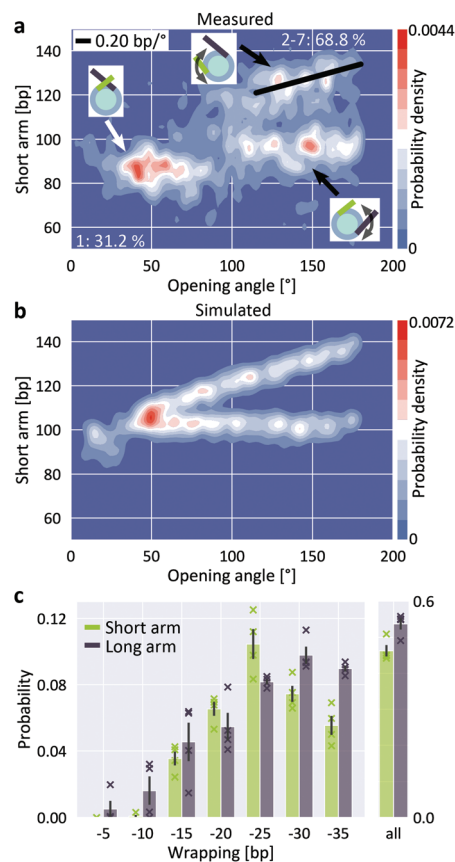 a
Measured
0.20 bp/°
2-7: 68.8 %
0.0044
140
120
100
80
60
Short arm [bp]
1: 31.2 %
0
50
100
150
200
Opening angle [°]
Probability density
0
b
Simulated
0.0072
140
120
100
80
60
Short arm [bp]
0
50
100
150
200
Opening angle [°]
Probability density
0
c
Short arm
Long arm
0.12
0.08
0.04
0.00
Probability
0.6
0.0
-5
-10
-15
-20
-25
-30
-35
all
Wrapping [bp]